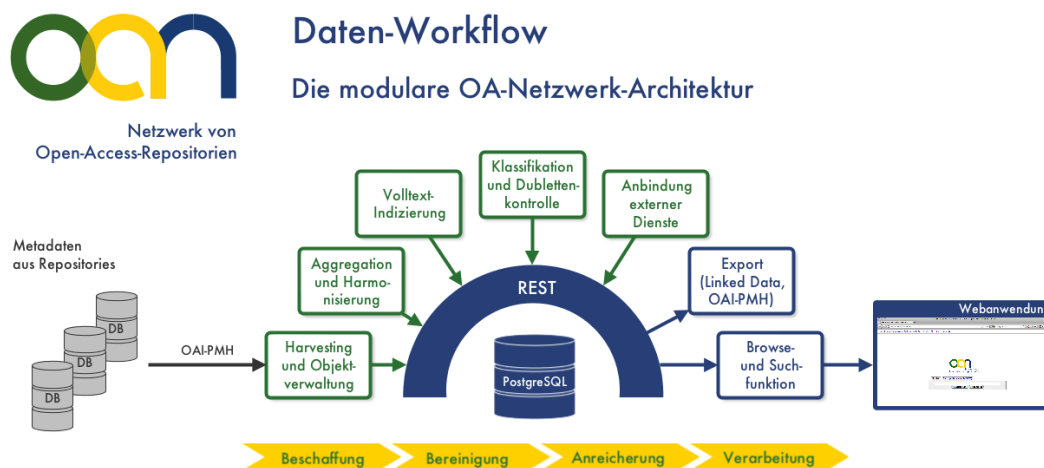 oan
Daten-Workflow
Die modulare OA-Netzwerk-Architektur
Netzwerk von
Open-Access-Repositorien
Klassifikation
und Dubletten-
kontrolle
Volltext-
Indizierung
Anbindung
externer
Dienste
Metadaten
aus Repositories
Aggregation
und Harmo-
nisierung
REST
Export
(Linked Data,
OAI-PMH)
Webanwendun
DB
DB
DB
OAI-PMH
Harvesting
und Objekt-
verwaltung
PostgreSQL
Browse-
und Such-
funktion
oan
Beschaffung
Bereinigung
Anreicherung
Verarbeitung